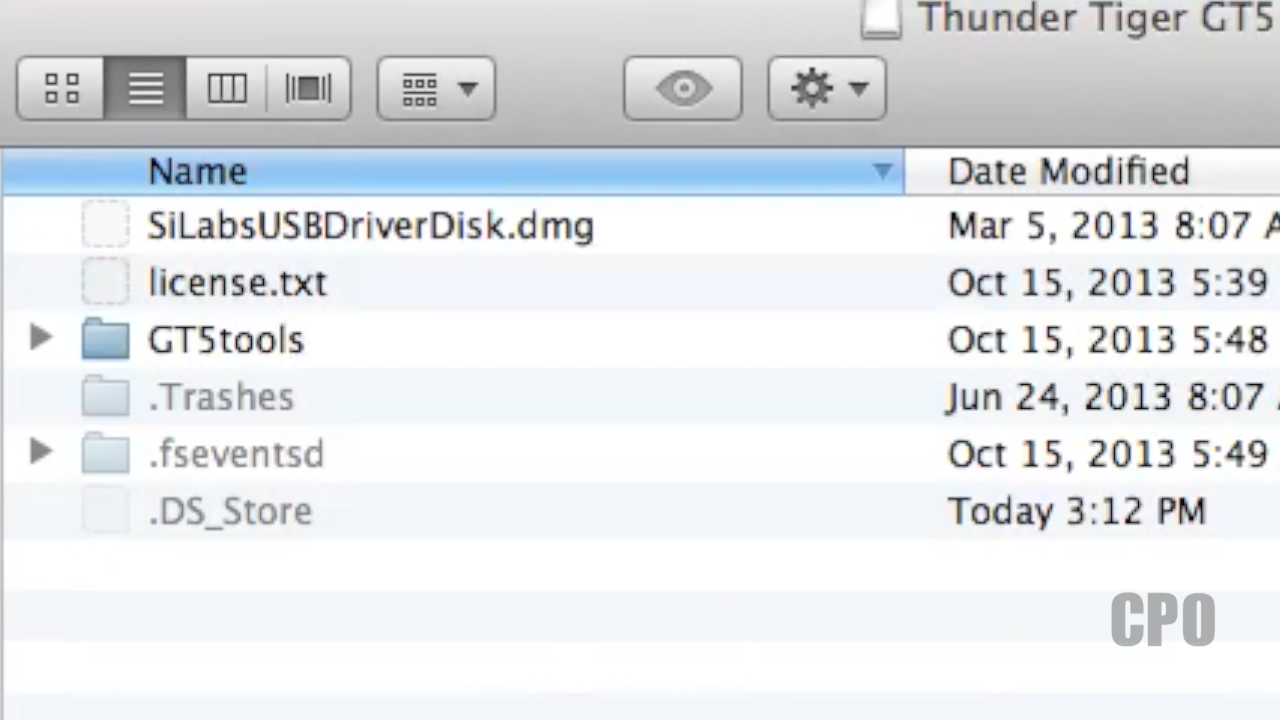 Thunder Tiger GT5
Name Date Modified
SiLabsUSBDriverDisk.dmg Mar 5, 2013 8:07 A
license.txt Oct 15, 2013 5:39
GT5tools Oct 15, 2013 5:48
.Trashes Jun 24, 2013 8:07
.fseventsd Oct 15, 2013 5:49
.DS_Store Today 3:12 PM
CPO